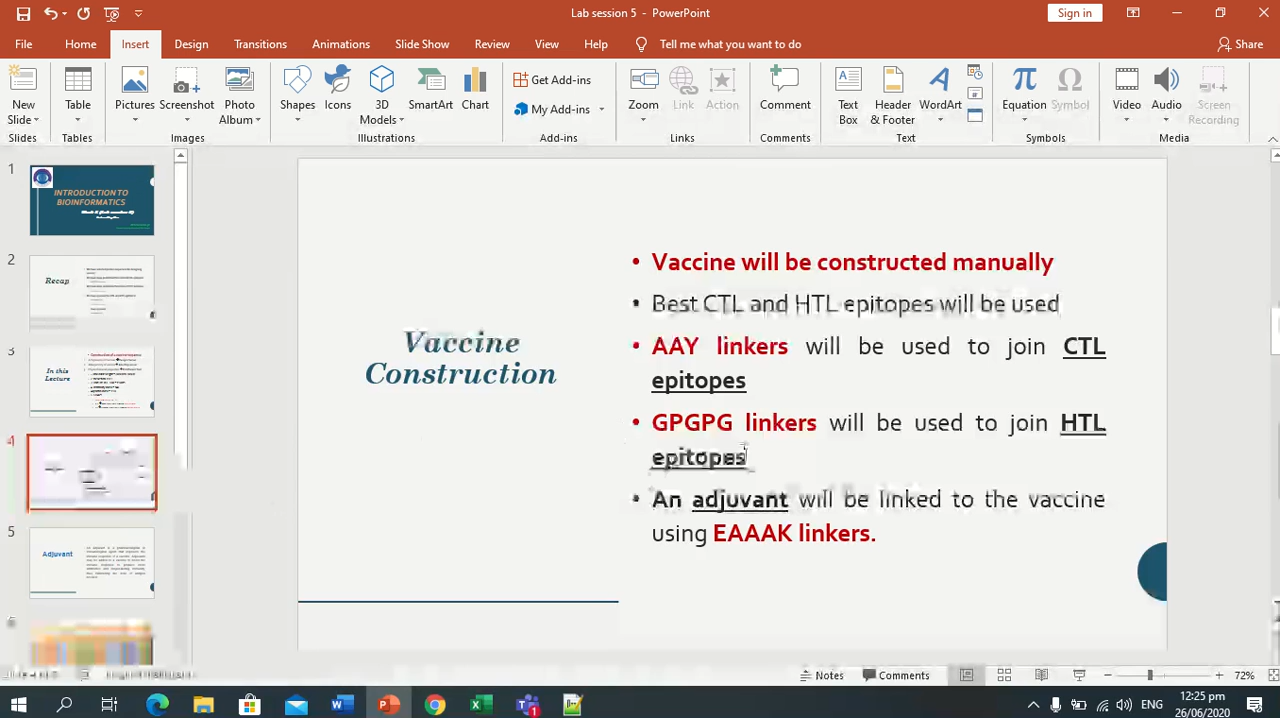 Lab session 5 - PowerPoint
Sign in
File Home Insert Design Transitions Animations Slide Show Review View Help Tell me what you want to do Share
New Slide
Table
Pictures
Screenshot
Photo Album
Shapes
Icons
3D Models
SmartArt
Chart
Get Add-ins
My Add-ins
Zoom
Link
Action
Comment
Text Box
Header & Footer
WordArt
Equation
Symbol
Video
Audio
Screen Recording
Slides Tables Images Illustrations Add-ins Links Comments Text Symbols Media
1
INTRODUCTION TO
BIOINFORMATICS
2
Recap
3
In this
Lecture
4
5
Adjuvant
6
Vaccine
Construction
• Vaccine will be constructed manually
• Best CTL and HTL epitopes will be used
• AAY linkers will be used to join CTL
epitopes
• GPGPG linkers will be used to join HTL
epitopes
• An adjuvant will be linked to the vaccine
using EAAAK linkers.
Notes Comments 72%
ENG
12:25 pm
26/06/2020